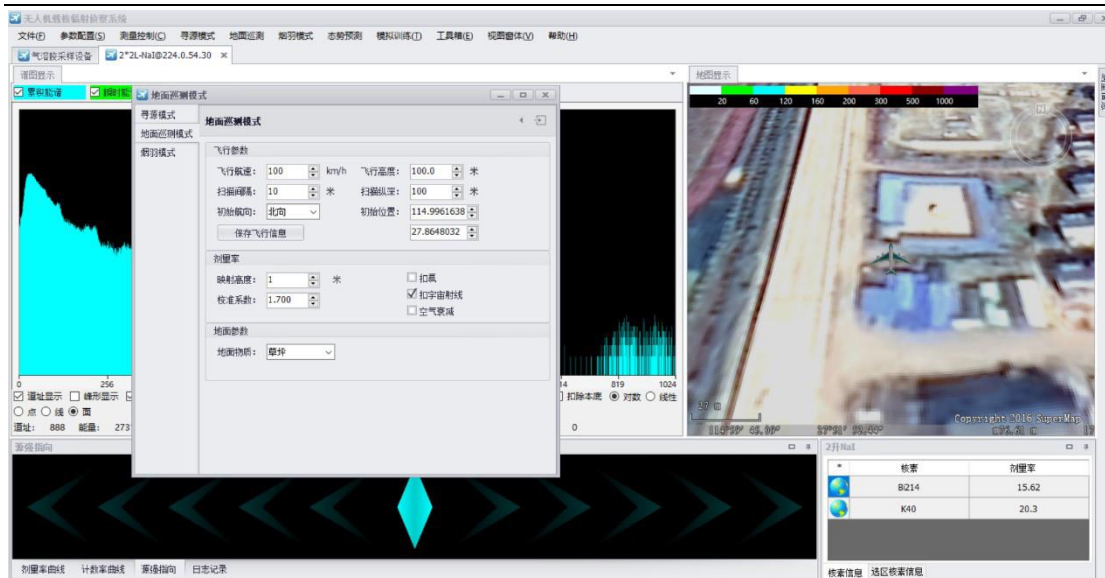 无人机载核辐射侦察系统
文件(F) 参数配置(S) 测量控制(C) 寻源模式 地面巡测 烟羽模式 态势预测 模拟训练(T) 工具箱(E) 视图窗体(V) 帮助(H)
气溶胶采样设备 2*2L-NaI@224.0.54.30 ×
谱图显示
累积能谱
地面巡测模式
寻源模式
地面巡测模式
烟羽模式
地面巡测模式
飞行参数
飞行航速: 100 km/h 飞行高度: 100.0 米
扫描间隔: 10 米 扫描纵深: 100 米
初始航向: 北向 初始位置: 114.9961638
保存飞行信息 27.8648032
剂量率
映射高度: 1 米 扣氡
校准系数: 1.700 扣宇宙射线
空气衰减
地面参数
地面物质: 草坪
0 256 819 1024
道址显示 峰形显示 扣除本底 对数 线性
点 线 面
道址: 888 能量: 273 0
地图显示
20 60 120 160 200 300 500 1000
27 m
Copyright 2016 SuperMap
源强指向
剂量率曲线 计数率曲线 源强指向 日志记录
2升NaI
* 核素 剂量率
Bi214 15.62
K40 20.3
核素信息 选区核素信息